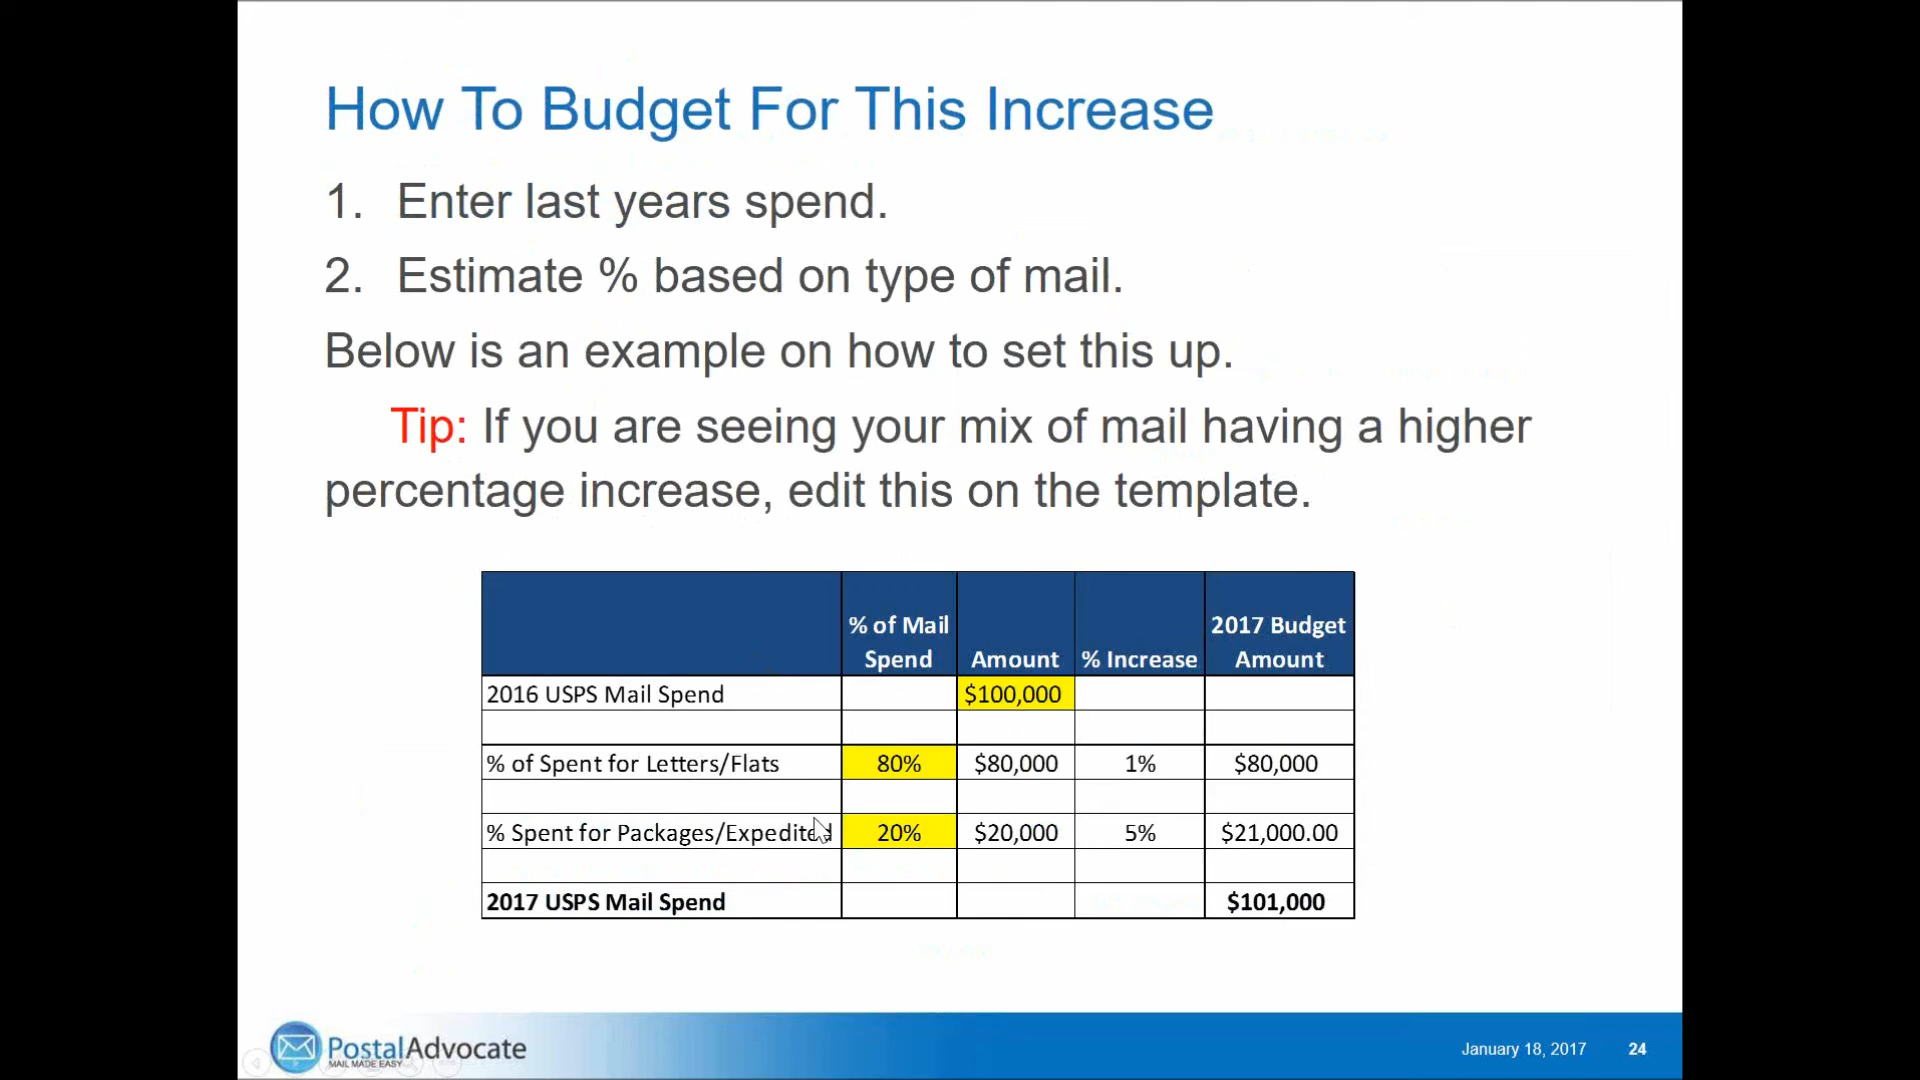 How To Budget For This Increase
1. Enter last years spend.
2. Estimate % based on type of mail.
Below is an example on how to set this up.
Tip: If you are seeing your mix of mail having a higher
percentage increase, edit this on the template.
% of Mail Spend Amount % Increase 2017 Budget Amount
2016 USPS Mail Spend $100,000
% of Spent for Letters/Flats 80% $80,000 1% $80,000
% Spent for Packages/Expedited 20% $20,000 5% $21,000.00
2017 USPS Mail Spend $101,000
PostalAdvocate
MAIL MADE EASY
January 18, 2017 24